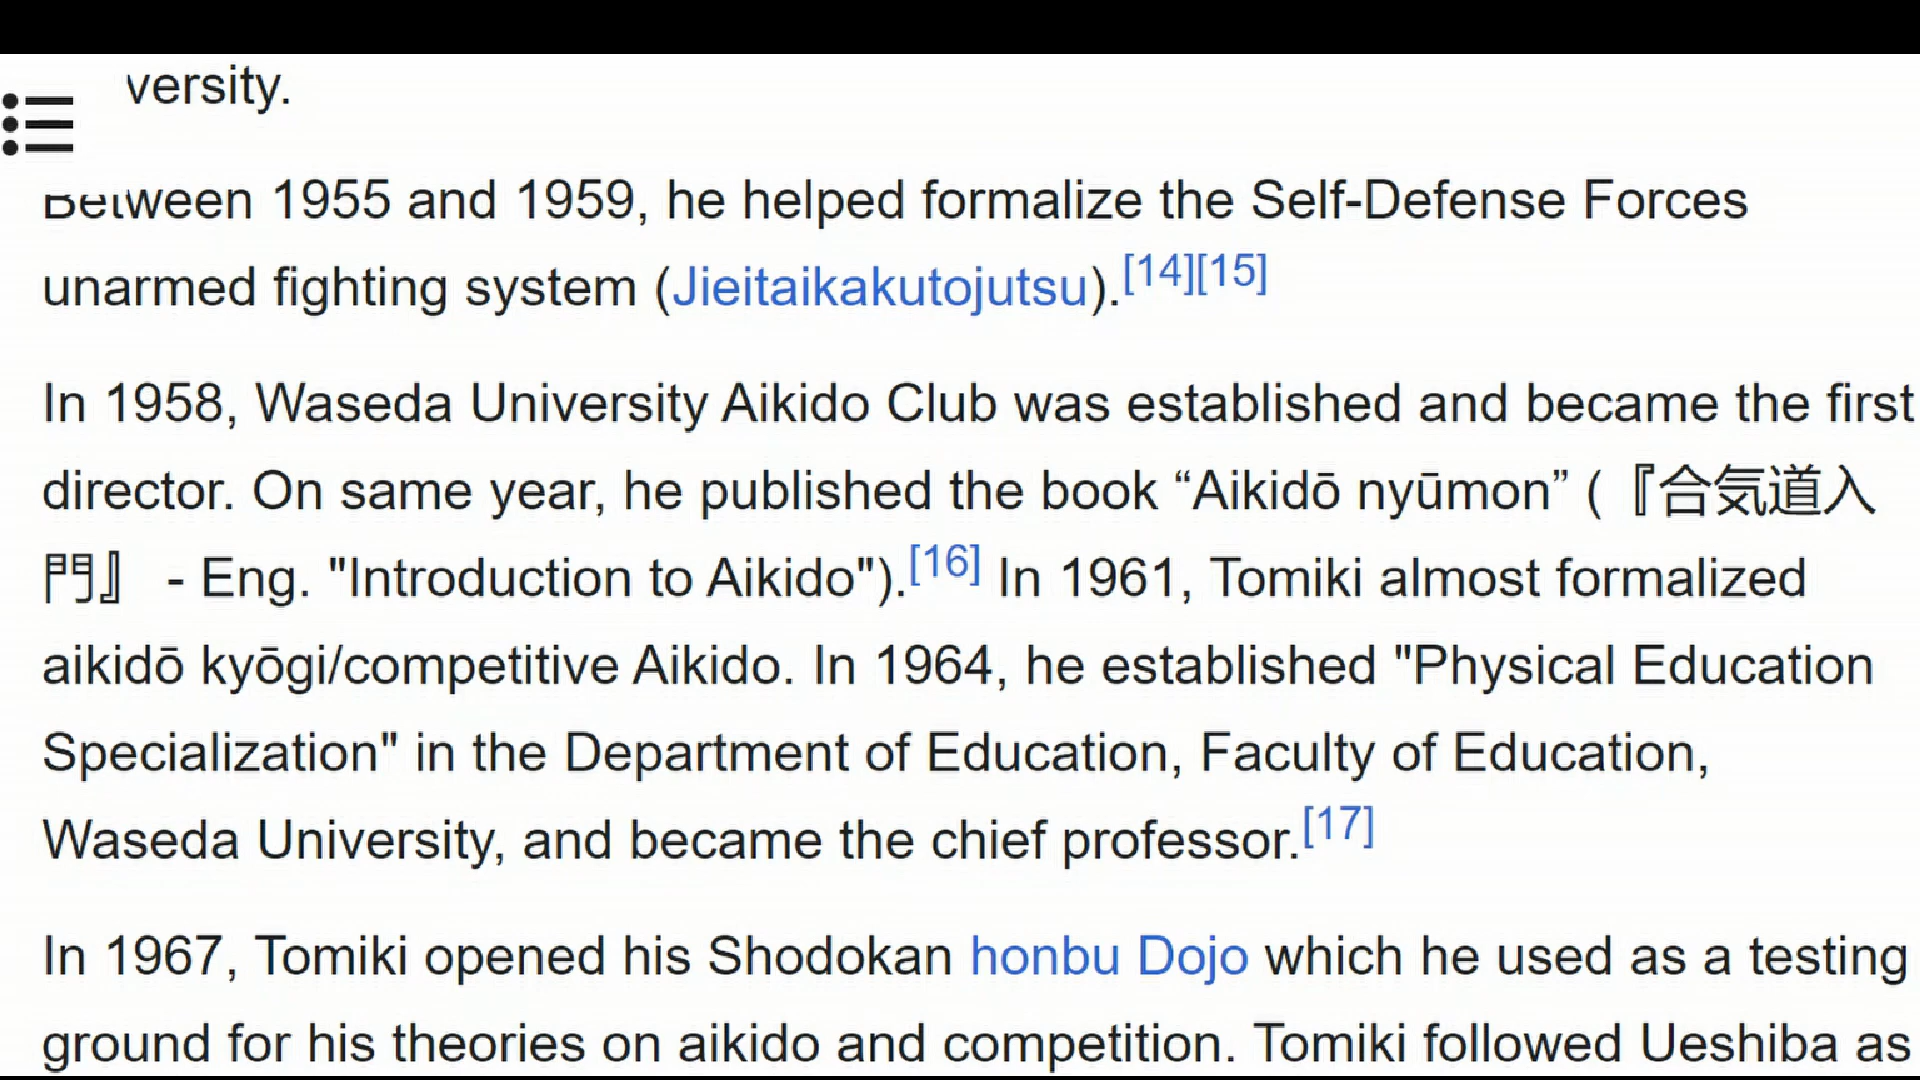 versity.
Between 1955 and 1959, he helped formalize the Self-Defense Forces
unarmed fighting system (Jieitaikakutojutsu).[14][15]
In 1958, Waseda University Aikido Club was established and became the first
director. On same year, he published the book “Aikidō nyūmon” (『合気道入
門』 - Eng. "Introduction to Aikido").[16] In 1961, Tomiki almost formalized
aikidō kyōgi/competitive Aikido. In 1964, he established "Physical Education
Specialization" in the Department of Education, Faculty of Education,
Waseda University, and became the chief professor.[17]
In 1967, Tomiki opened his Shodokan honbu Dojo which he used as a testing
ground for his theories on aikido and competition. Tomiki followed Ueshiba as